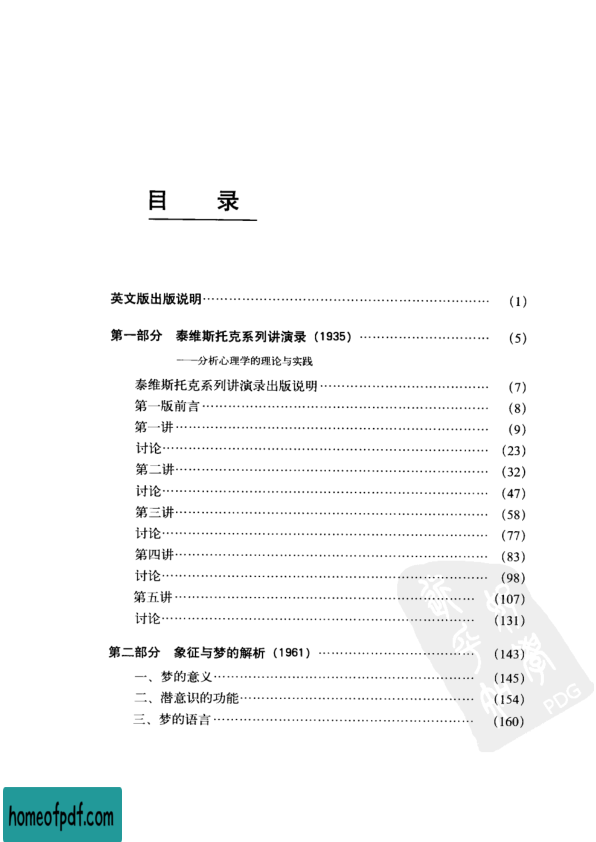 目 录
英文版出版说明 (1)
第一部分 泰维斯托克系列讲演录(1935) (5)
——分析心理学的理论与实践
泰维斯托克系列讲演录出版说明 (7)
第一版前言 (8)
第一讲 (9)
讨论 (23)
第二讲 (32)
讨论 (47)
第三讲 (58)
讨论 (77)
第四讲 (83)
讨论 (98)
第五讲 (107)
讨论 (131)
第二部分 象征与梦的解析(1961) (143)
一、梦的意义 (145)
二、潜意识的功能 (154)
三、梦的语言 (160)
PDG
homeofpdf.com